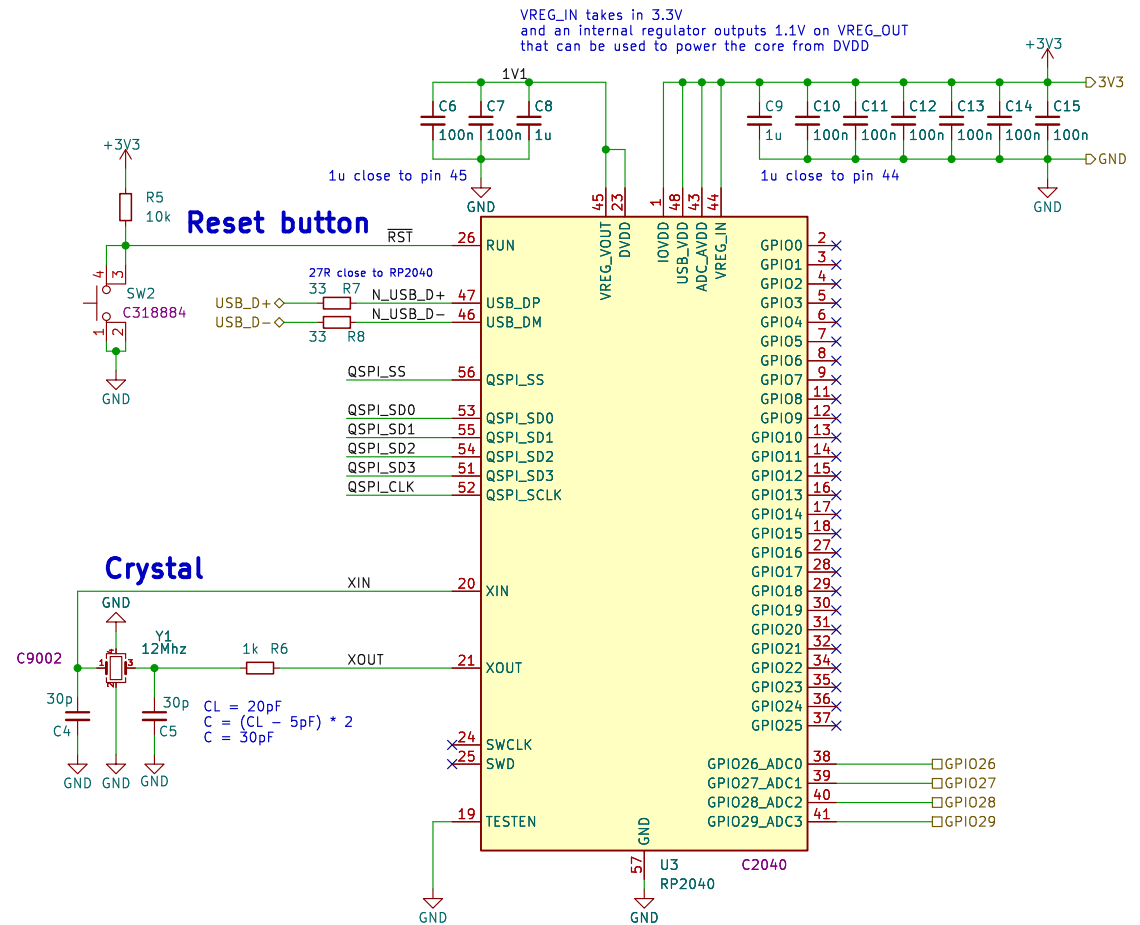 VREG_IN takes in 3.3V
and an internal regulator outputs 1.1V on VREG_OUT
that can be used to power the core from DVDD
+3V3
1V1
3V3
C6
C7
C8
C9
C10
C11
C12
C13
C14
C15
100n
100n
1u
1u
100n
100n
100n
100n
100n
100n
+3V3
GND
1u close to pin 45
1u close to pin 44
GND
GND
R5
10k
45
23
1
48
43
44
Reset button
RST
26
RUN
VREG_VOUT
DVDD
IOVDD
USB_VDD
ADC_AVDD
VREG_IN
4
3
SW2
C318884
1
2
GND
27R close to RP2040
USB_D+
33
R7
N_USB_D+
47
USB_DP
USB_D-
33
R8
N_USB_D-
46
USB_DM
QSPI_SS
56
QSPI_SS
QSPI_SD0
53
QSPI_SD0
QSPI_SD1
55
QSPI_SD1
QSPI_SD2
54
QSPI_SD2
QSPI_SD3
51
QSPI_SD3
QSPI_CLK
52
QSPI_SCLK
GPIO0
2
GPIO1
3
GPIO2
4
GPIO3
5
GPIO4
6
GPIO5
7
GPIO6
8
GPIO7
9
GPIO8
11
GPIO9
12
GPIO10
13
GPIO11
14
GPIO12
15
GPIO13
16
GPIO14
17
GPIO15
18
GPIO16
27
GPIO17
28
GPIO18
29
GPIO19
30
GPIO20
31
GPIO21
32
GPIO22
34
GPIO23
35
GPIO24
36
GPIO25
37
Crystal
XIN
20
XIN
GND
Y1
12Mhz
C9002
1
4
3
2
1k
R6
XOUT
21
XOUT
30p
C4
30p
C5
CL = 20pF
C = (CL - 5pF) * 2
C = 30pF
GND
GND
GND
24
SWCLK
25
SWD
19
TESTEN
GPIO26_ADC0
38
GPIO26
GPIO27_ADC1
39
GPIO27
GPIO28_ADC2
40
GPIO28
GPIO29_ADC3
41
GPIO29
GND
57
U3
RP2040
C2040
GND
GND